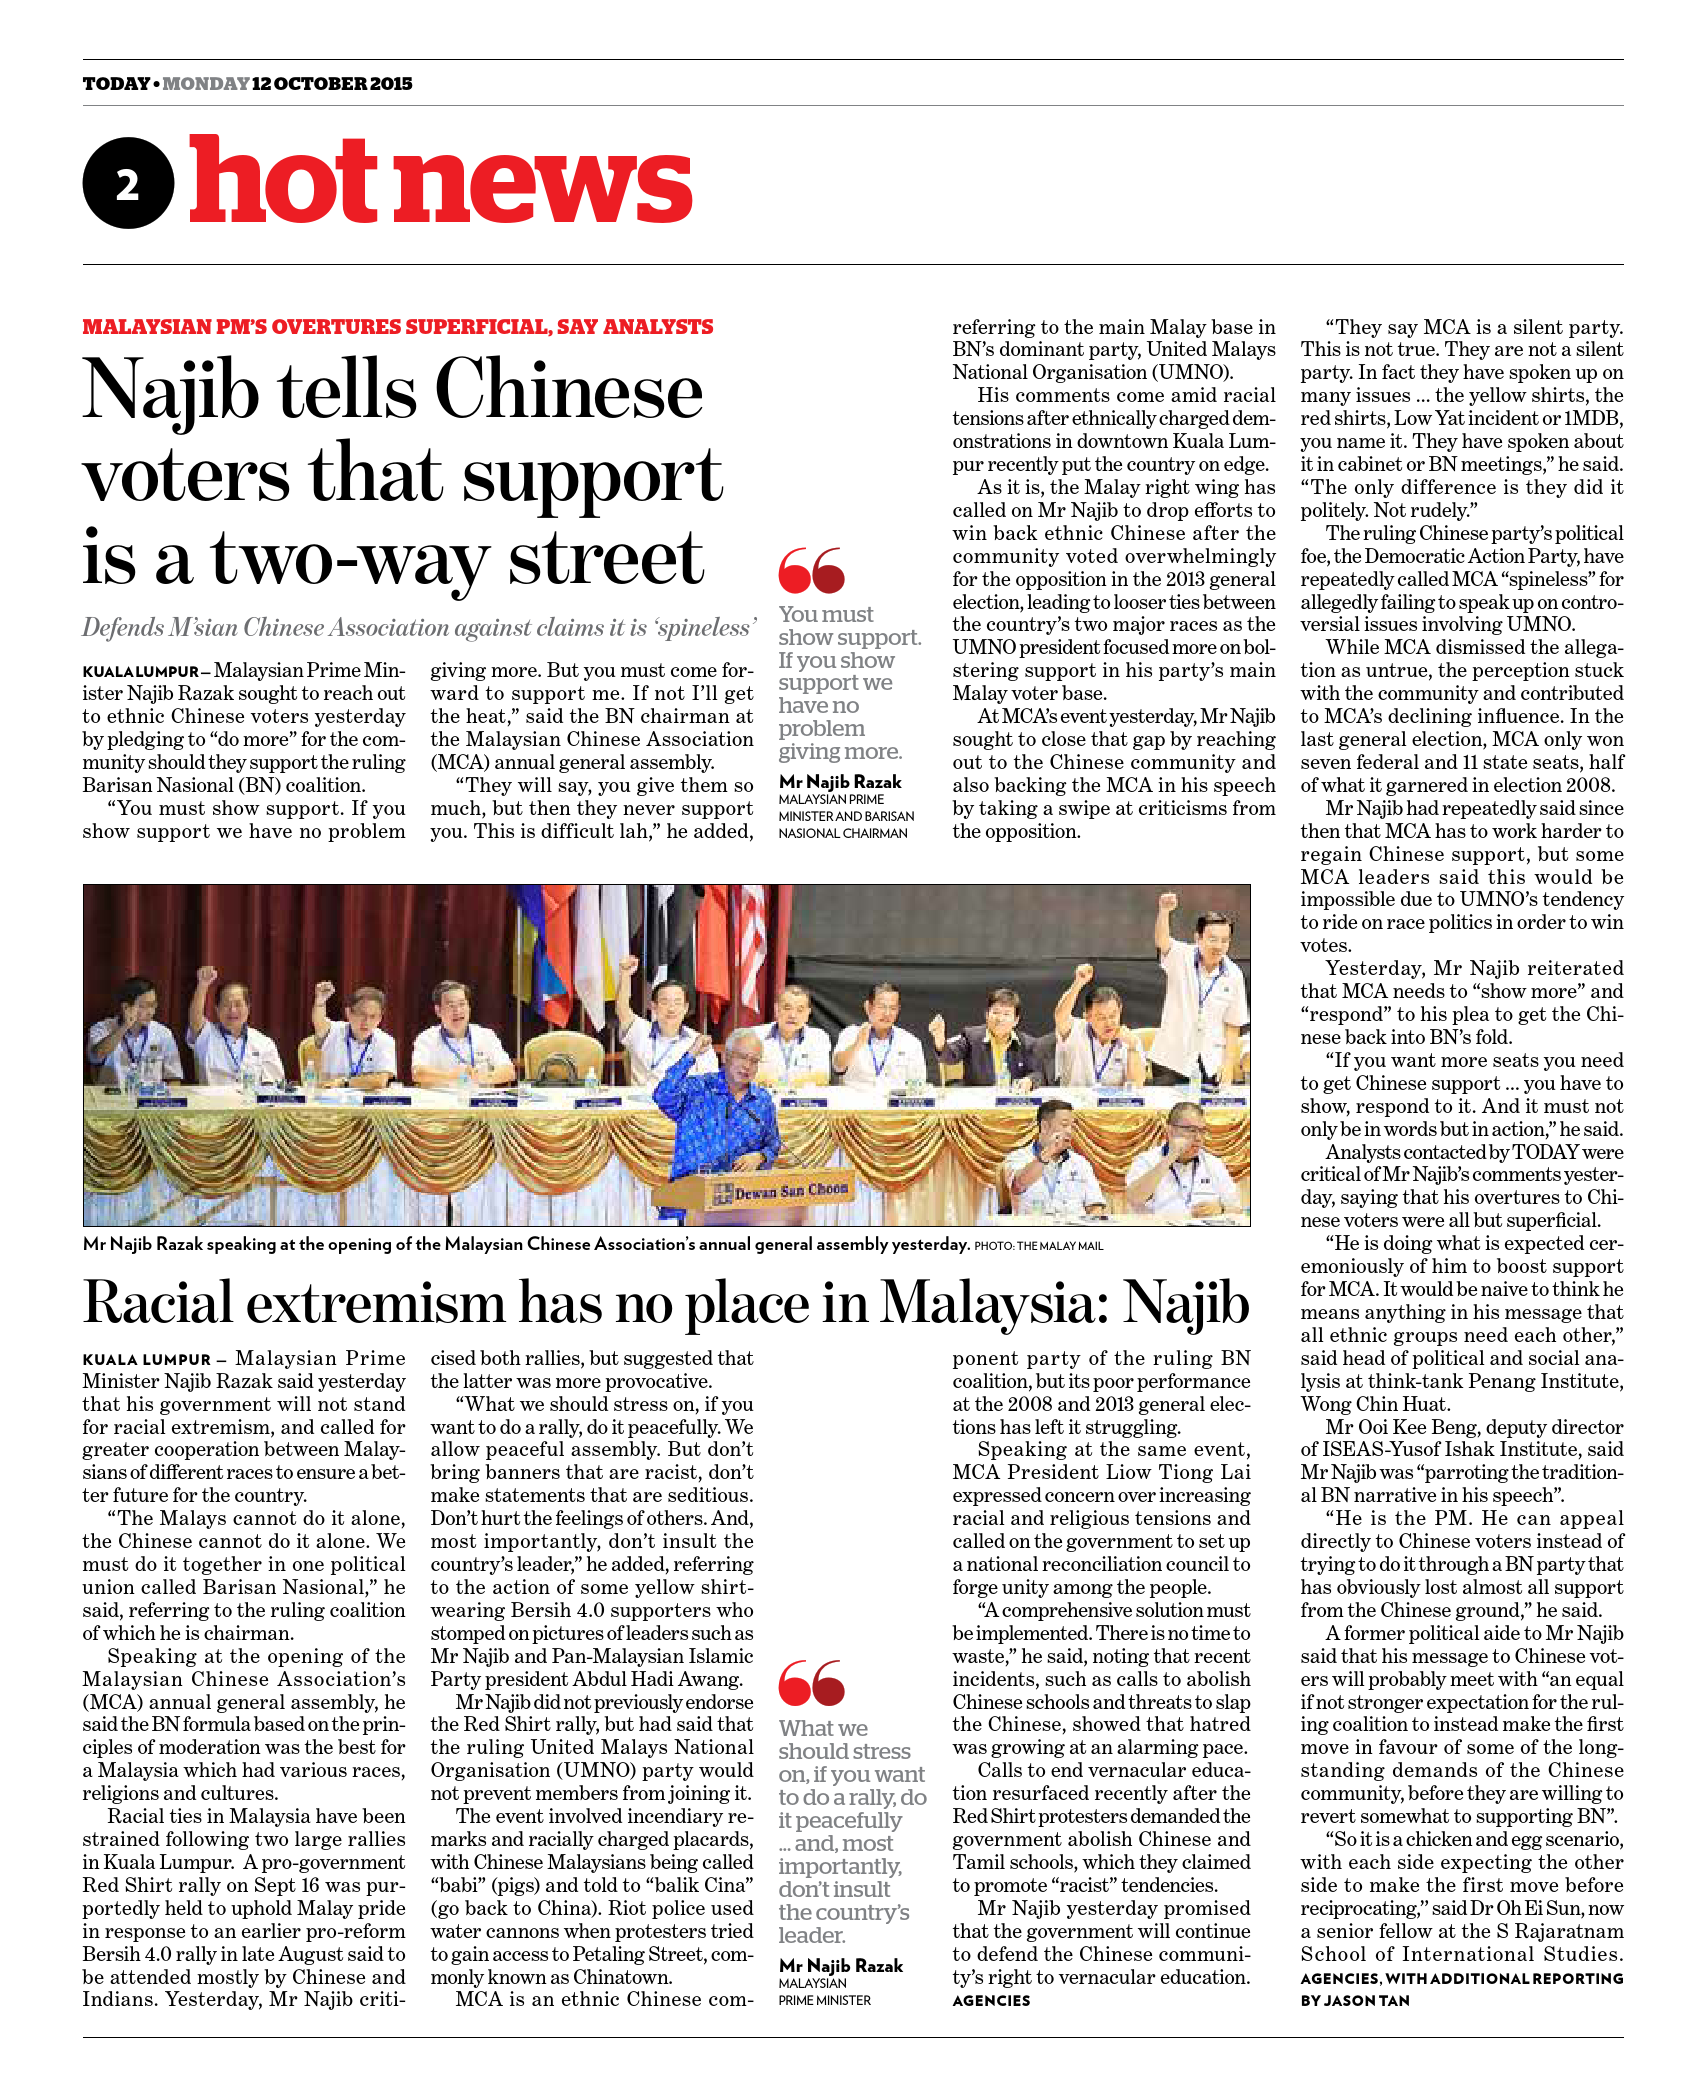 TODAY • MONDAY 12 OCTOBER 2015
2
hot news
MALAYSIAN PM’S OVERTURES SUPERFICIAL, SAY ANALYSTS
Najib tells Chinese
voters that support
is a two-way street
Defends M’sian Chinese Association against claims it is ‘spineless’
KUALA LUMPUR — Malaysian Prime Min-
ister Najib Razak sought to reach out
to ethnic Chinese voters yesterday
by pledging to “do more” for the com-
munity should they support the ruling
Barisan Nasional (BN) coalition.
“You must show support. If you
show support we have no problem
giving more. But you must come for-
ward to support me. If not I’ll get
the heat,” said the BN chairman at
the Malaysian Chinese Association
(MCA) annual general assembly.
“They will say, you give them so
much, but then they never support
you. This is difficult lah,” he added,
You must
show support.
If you show
support we
have no
problem
giving more.
Mr Najib Razak
MALAYSIAN PRIME
MINISTER AND BARISAN
NASIONAL CHAIRMAN
referring to the main Malay base in
BN’s dominant party, United Malays
National Organisation (UMNO).
His comments come amid racial
tensions after ethnically charged dem-
onstrations in downtown Kuala Lum-
pur recently put the country on edge.
As it is, the Malay right wing has
called on Mr Najib to drop efforts to
win back ethnic Chinese after the
community voted overwhelmingly
for the opposition in the 2013 general
election, leading to looser ties between
the country’s two major races as the
UMNO president focused more on bol-
stering support in his party’s main
Malay voter base.
At MCA’s event yesterday, Mr Najib
sought to close that gap by reaching
out to the Chinese community and
also backing the MCA in his speech
by taking a swipe at criticisms from
the opposition.
“They say MCA is a silent party.
This is not true. They are not a silent
party. In fact they have spoken up on
many issues ... the yellow shirts, the
red shirts, Low Yat incident or 1MDB,
you name it. They have spoken about
it in cabinet or BN meetings,” he said.
“The only difference is they did it
politely. Not rudely.”
The ruling Chinese party’s political
foe, the Democratic Action Party, have
repeatedly called MCA “spineless” for
allegedly failing to speak up on contro-
versial issues involving UMNO.
While MCA dismissed the allega-
tion as untrue, the perception stuck
with the community and contributed
to MCA’s declining influence. In the
last general election, MCA only won
seven federal and 11 state seats, half
of what it garnered in election 2008.
Mr Najib had repeatedly said since
then that MCA has to work harder to
regain Chinese support, but some
MCA leaders said this would be
impossible due to UMNO’s tendency
to ride on race politics in order to win
votes.
Yesterday, Mr Najib reiterated
that MCA needs to “show more” and
“respond” to his plea to get the Chi-
nese back into BN’s fold.
“If you want more seats you need
to get Chinese support ... you have to
show, respond to it. And it must not
only be in words but in action,” he said.
Analysts contacted by TODAY were
critical of Mr Najib’s comments yester-
day, saying that his overtures to Chi-
nese voters were all but superficial.
“He is doing what is expected cer-
emoniously of him to boost support
for MCA. It would be naive to think he
means anything in his message that
all ethnic groups need each other,”
said head of political and social ana-
lysis at think-tank Penang Institute,
Wong Chin Huat.
Mr Ooi Kee Beng, deputy director
of ISEAS-Yusof Ishak Institute, said
Mr Najib was “parroting the tradition-
al BN narrative in his speech”.
“He is the PM. He can appeal
directly to Chinese voters instead of
trying to do it through a BN party that
has obviously lost almost all support
from the Chinese ground,” he said.
A former political aide to Mr Najib
said that his message to Chinese vot-
ers will probably meet with “an equal
if not stronger expectation for the rul-
ing coalition to instead make the first
move in favour of some of the long-
standing demands of the Chinese
community, before they are willing to
revert somewhat to supporting BN”.
“So it is a chicken and egg scenario,
with each side expecting the other
side to make the first move before
reciprocating,” said Dr Oh Ei Sun, now
a senior fellow at the S Rajaratnam
School of International Studies.
AGENCIES, WITH ADDITIONAL REPORTING
BY JASON TAN
Dewan San Choon
Mr Najib Razak speaking at the opening of the Malaysian Chinese Association’s annual general assembly yesterday. PHOTO: THE MALAY MAIL
Racial extremism has no place in Malaysia: Najib
KUALA LUMPUR — Malaysian Prime
Minister Najib Razak said yesterday
that his government will not stand
for racial extremism, and called for
greater cooperation between Malay-
sians of different races to ensure a bet-
ter future for the country.
“The Malays cannot do it alone,
the Chinese cannot do it alone. We
must do it together in one political
union called Barisan Nasional,” he
said, referring to the ruling coalition
of which he is chairman.
Speaking at the opening of the
Malaysian Chinese Association’s
(MCA) annual general assembly, he
said the BN formula based on the prin-
ciples of moderation was the best for
a Malaysia which had various races,
religions and cultures.
Racial ties in Malaysia have been
strained following two large rallies
in Kuala Lumpur. A pro-government
Red Shirt rally on Sept 16 was pur-
portedly held to uphold Malay pride
in response to an earlier pro-reform
Bersih 4.0 rally in late August said to
be attended mostly by Chinese and
Indians. Yesterday, Mr Najib criti-
cised both rallies, but suggested that
the latter was more provocative.
“What we should stress on, if you
want to do a rally, do it peacefully. We
allow peaceful assembly. But don’t
bring banners that are racist, don’t
make statements that are seditious.
Don’t hurt the feelings of others. And,
most importantly, don’t insult the
country’s leader,” he added, referring
to the action of some yellow shirt-
wearing Bersih 4.0 supporters who
stomped on pictures of leaders such as
Mr Najib and Pan-Malaysian Islamic
Party president Abdul Hadi Awang.
Mr Najib did not previously endorse
the Red Shirt rally, but had said that
the ruling United Malays National
Organisation (UMNO) party would
not prevent members from joining it.
The event involved incendiary re-
marks and racially charged placards,
with Chinese Malaysians being called
“babi” (pigs) and told to “balik Cina”
(go back to China). Riot police used
water cannons when protesters tried
to gain access to Petaling Street, com-
monly known as Chinatown.
MCA is an ethnic Chinese com-
What we
should stress
on, if you want
to do a rally, do
it peacefully
... and, most
importantly,
don’t insult
the country’s
leader.
Mr Najib Razak
MALAYSIAN
PRIME MINISTER
ponent party of the ruling BN
coalition, but its poor performance
at the 2008 and 2013 general elec-
tions has left it struggling.
Speaking at the same event,
MCA President Liow Tiong Lai
expressed concern over increasing
racial and religious tensions and
called on the government to set up
a national reconciliation council to
forge unity among the people.
“A comprehensive solution must
be implemented. There is no time to
waste,” he said, noting that recent
incidents, such as calls to abolish
Chinese schools and threats to slap
the Chinese, showed that hatred
was growing at an alarming pace.
Calls to end vernacular educa-
tion resurfaced recently after the
Red Shirt protesters demanded the
government abolish Chinese and
Tamil schools, which they claimed
to promote “racist” tendencies.
Mr Najib yesterday promised
that the government will continue
to defend the Chinese communi-
ty’s right to vernacular education.
AGENCIES